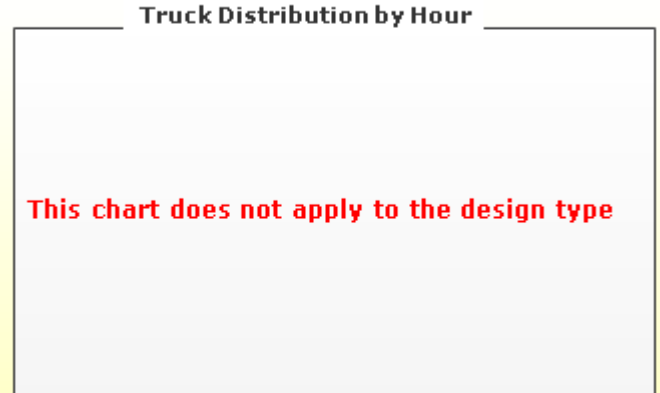 Truck Distribution by Hour
This chart does not apply to the design type